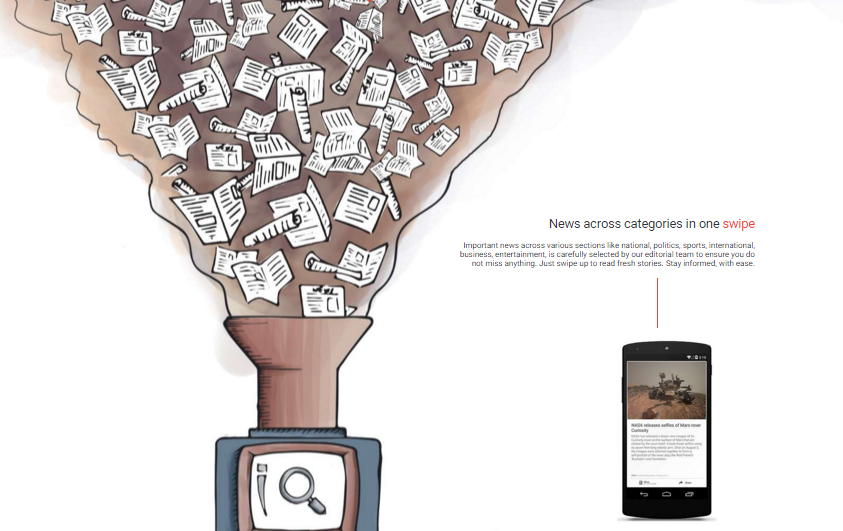 News across categories in one swipe
Important news across various sections like national, politics, sports, international,
business, entertainment, is carefully selected by our editorial team to ensure you do
not miss anything. Just swipe up to read fresh stories. Stay informed, with ease.
NASA releases selfies of Mars rover
Curiosity